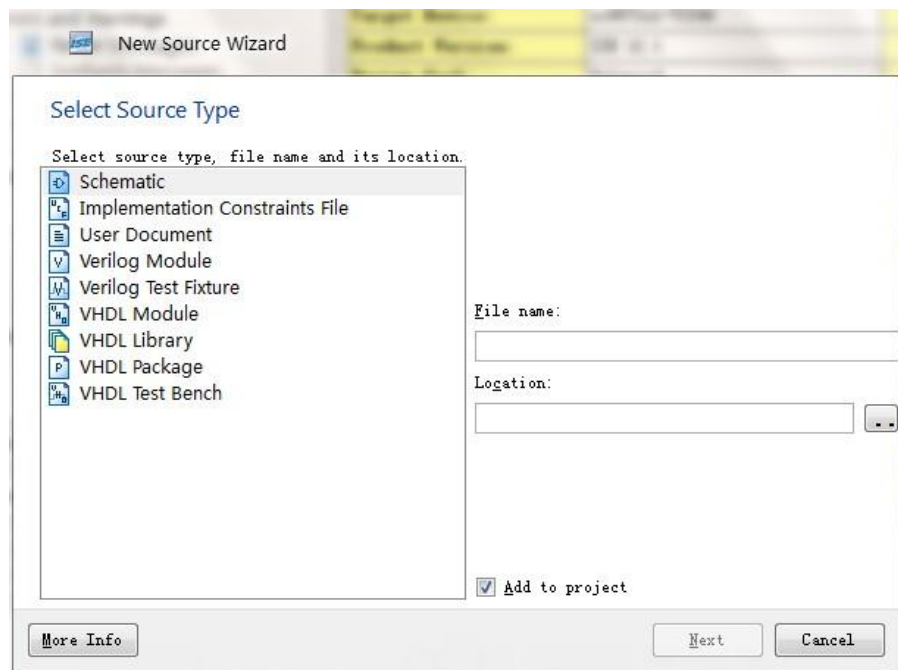 New Source Wizard
Select Source Type
Select source type, file name and its location.
Schematic
Implementation Constraints File
User Document
Verilog Module
Verilog Test Fixture
VHDL Module
VHDL Library
VHDL Package
VHDL Test Bench
File name:
Location:
..
Add to project
More Info
Next
Cancel